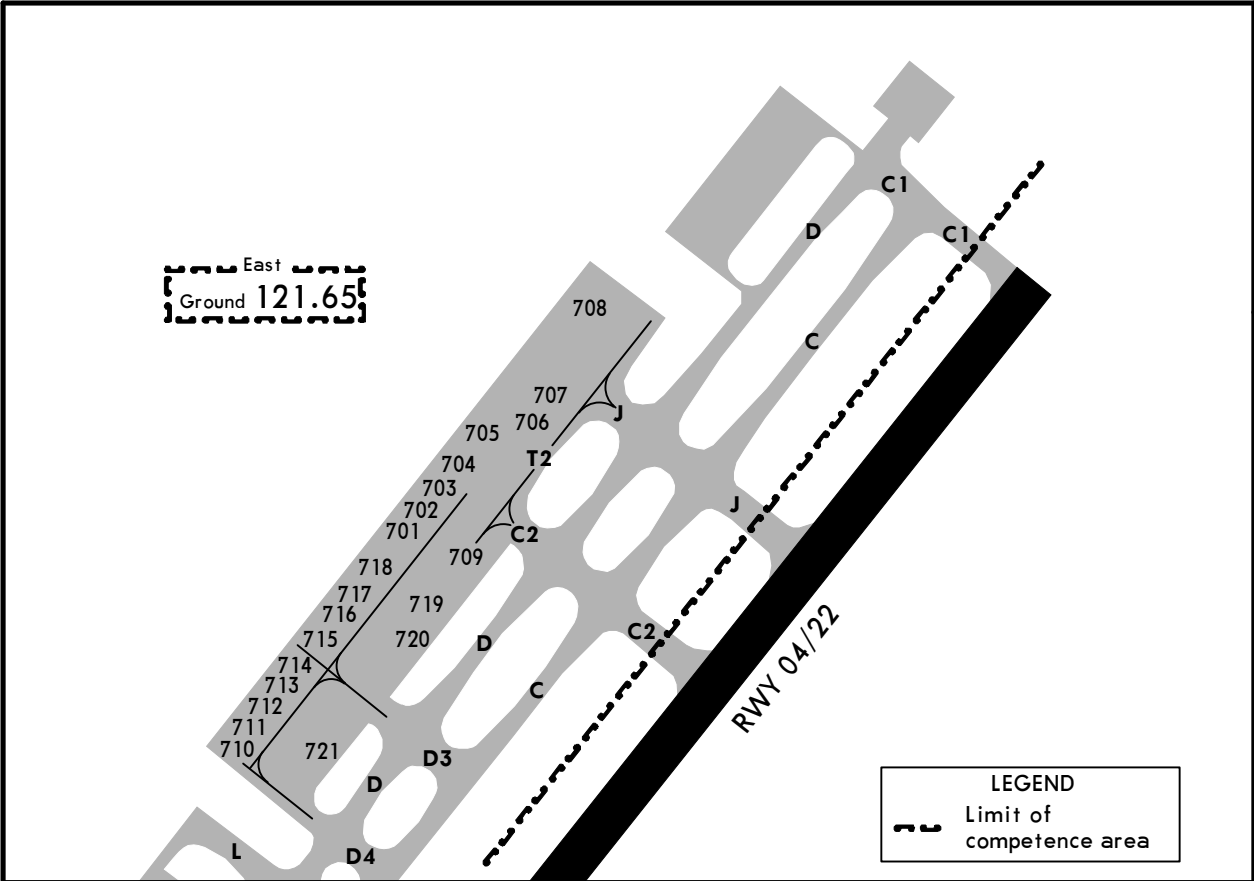 C1
D
C1
East
Ground 121.65
708
C
707
J
706
705
T2
704
703
702
J
701
C2
709
718
717
719
716
C2
715
720
D
714
713
C
712
RWY 04/22
711
710
721
D3
D
LEGEND
Limit of
competence area
L
D4